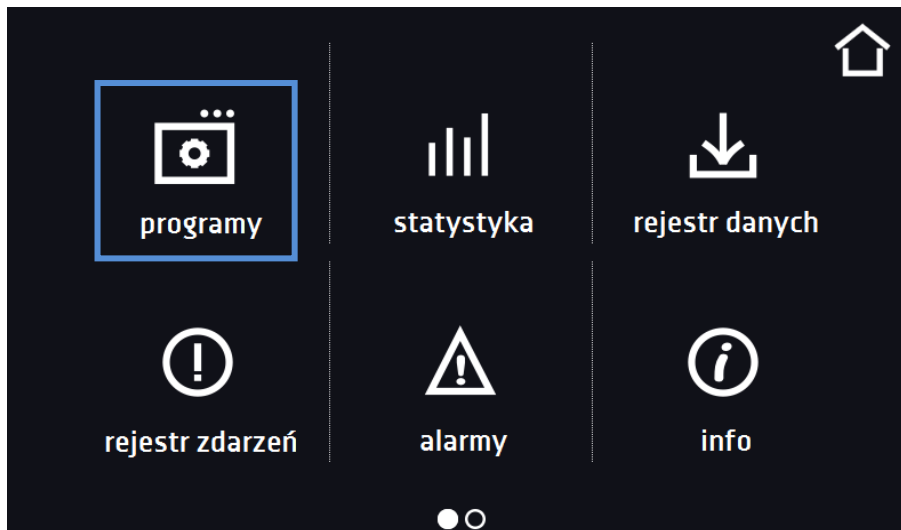 programy
statystyka
rejestr danych
rejestr zdarzeń
alarmy
info